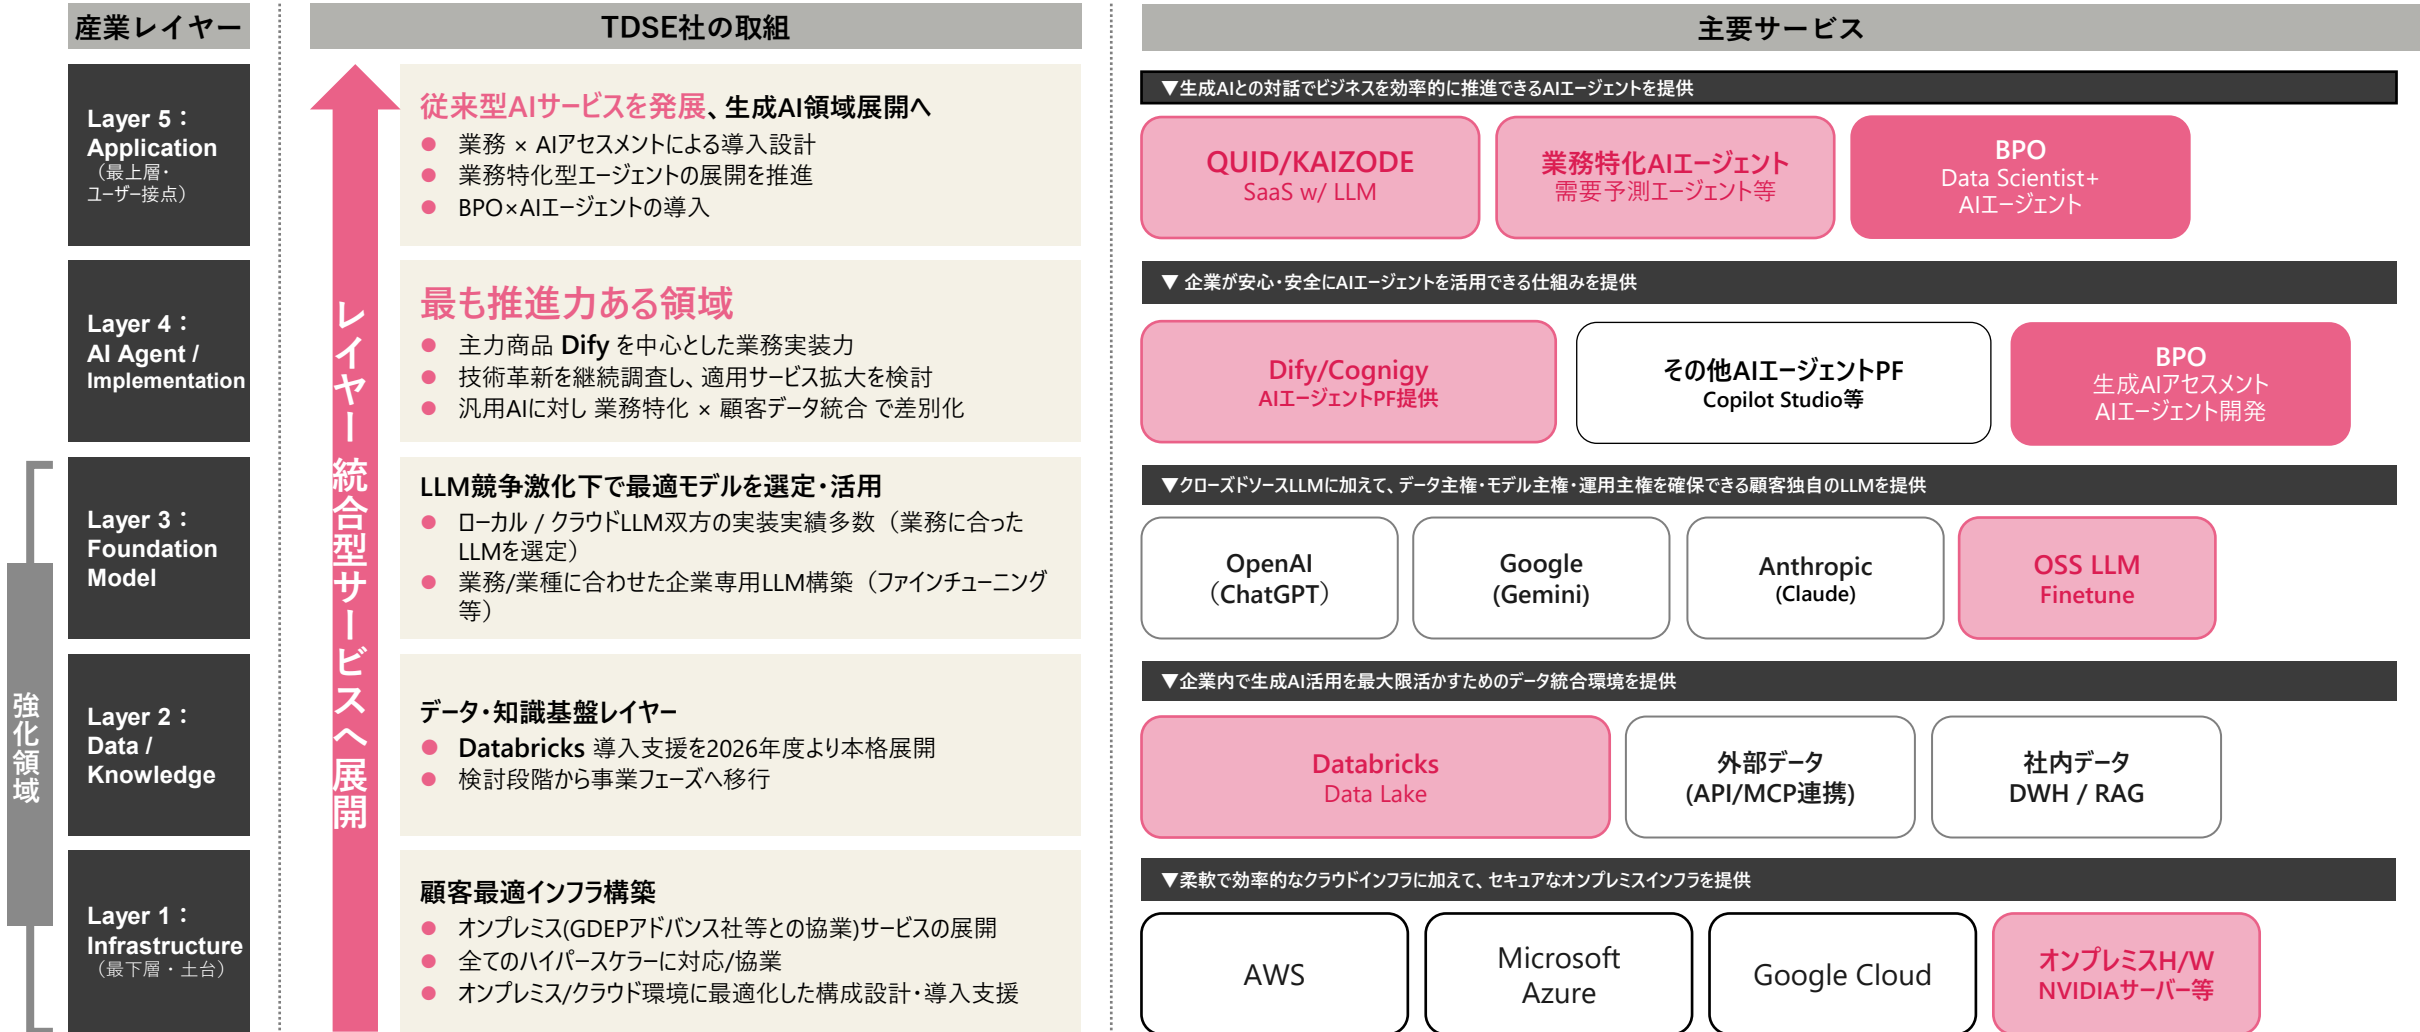 産業レイヤー
TDSE社の取組
主要サービス
Layer 5：
Application
（最上層・
ユーザー接点）
従来型AIサービスを発展、生成AI領域展開へ
● 業務 × AIアセスメントによる導入設計
● 業務特化型エージェントの展開を推進
● BPO×AIエージェントの導入
▼生成AIとの対話でビジネスを効率的に推進できるAIエージェントを提供
QUID/KAIZODE
SaaS w/ LLM
業務特化AIエージェント
需要予測エージェント等
BPO
Data Scientist+
AIエージェント
Layer 4：
AI Agent /
Implementation
最も推進力ある領域
● 主力商品 Dify を中心とした業務実装力
● 技術革新を継続調査し、適用サービス拡大を検討
● 汎用AIに対し 業務特化 × 顧客データ統合 で差別化
▼ 企業が安心・安全にAIエージェントを活用できる仕組みを提供
Dify/Cognigy
AIエージェントPF提供
その他AIエージェントPF
Copilot Studio等
BPO
生成AIアセスメント
AIエージェント開発
レイヤー統合型サービスへ展開
強化領域
Layer 3：
Foundation
Model
LLM競争激化下で最適モデルを選定・活用
● ローカル / クラウドLLM双方の実装実績多数（業務に合った
LLMを選定）
● 業務/業種に合わせた企業専用LLM構築（ファインチューニング
等）
▼クローズドソースLLMに加えて、データ主権・モデル主権・運用主権を確保できる顧客独自のLLMを提供
OpenAI
（ChatGPT）
Google
(Gemini)
Anthropic
(Claude)
OSS LLM
Finetune
Layer 2：
Data /
Knowledge
データ・知識基盤レイヤー
● Databricks 導入支援を2026年度より本格展開
● 検討段階から事業フェーズへ移行
▼企業内で生成AI活用を最大限活かすためのデータ統合環境を提供
Databricks
Data Lake
外部データ
(API/MCP連携)
社内データ
DWH / RAG
Layer 1：
Infrastructure
（最下層・土台）
顧客最適インフラ構築
● オンプレミス(GDEPアドバンス社等との協業)サービスの展開
● 全てのハイパースケラーに対応/協業
● オンプレミス/クラウド環境に最適化した構成設計・導入支援
▼柔軟で効率的なクラウドインフラに加えて、セキュアなオンプレミスインフラを提供
AWS
Microsoft
Azure
Google Cloud
オンプレミスH/W
NVIDIAサーバー等